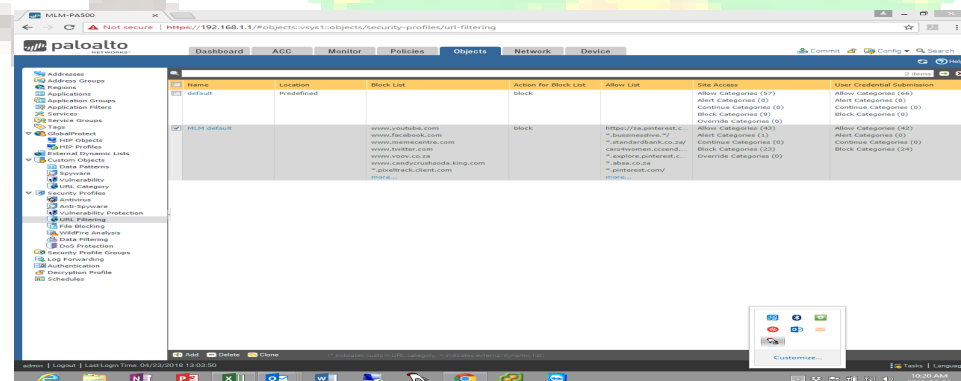 MLM-PA500
Not secure | https://192.168.1.1/#objects::vsys1::objects/security-profiles/url-filtering
paloalto
NETWORKS
Dashboard ACC Monitor Policies Objects Network Device
Commit Config Search
Help
Addresses
Address Groups
Regions
Applications
Application Groups
Application Filters
Services
Service Groups
Tags
GlobalProtect
HIP Objects
HIP Profiles
External Dynamic Lists
Custom Objects
Data Patterns
Spyware
Vulnerability
URL Category
Security Profiles
Antivirus
Anti-Spyware
Vulnerability Protection
URL Filtering
File Blocking
WildFire Analysis
Data Filtering
DoS Protection
Security Profile Groups
Log Forwarding
Authentication
Decryption Profile
Schedules
2 items
Name Location Block List Action for Block List Allow List Site Access User Credential Submission
default Predefined block Allow Categories (57) Allow Categories (66)
Alert Categories (0) Alert Categories (0)
Continue Categories (0) Continue Categories (0)
Block Categories (9) Block Categories (0)
Override Categories (0)
MLM default www.youtube.com block https://za.pinterest.c... Allow Categories (43) Allow Categories (42)
www.facebook.com *.bussinesslive.*/ Alert Categories (1) Alert Categories (0)
www.memecentre.com *.standardbank.co.za/ Continue Categories (0) Continue Categories (0)
www.twitter.com cars4women.ccsend... Block Categories (23) Block Categories (24)
www.voov.co.za *.explore.pinterest.c... Override Categories (0)
www.candycrushsoda.king.com *.absa.co.za
*.pixeltrack.client.com *.pinterest.com/
more... more...
Add Delete Clone
Customize...
admin | Logout | Last Login Time: 04/23/2018 13:03:50
Tasks | Language
10:20 AM